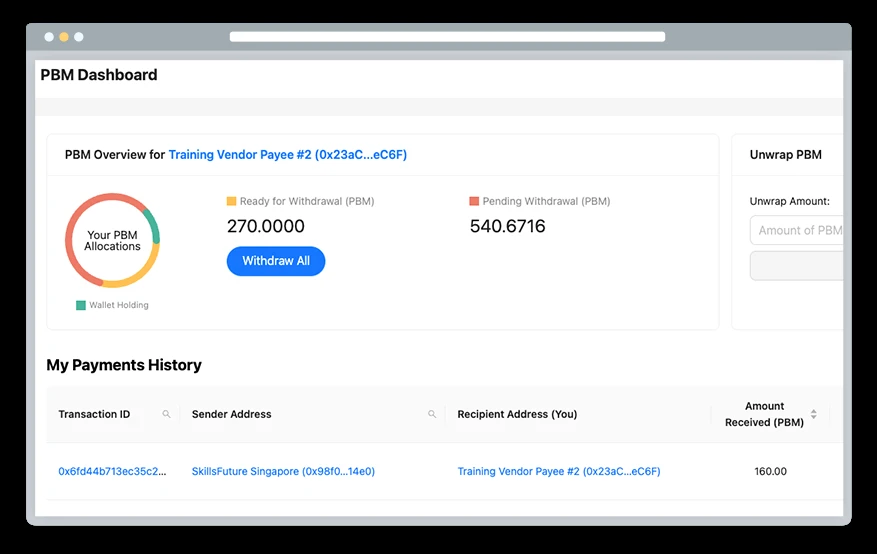 PBM Dashboard
PBM Overview for Training Vendor Payee #2 (0x23aC...eC6F)
Your PBM
Allocations
Wallet Holding
Ready for Withdrawal (PBM)
270.0000
Withdraw All
Pending Withdrawal (PBM)
540.6716
Unwrap PBM
Unwrap Amount:
Amount of PBM
My Payments History
Transaction ID
Sender Address
Recipient Address (You)
Amount
Received (PBM)
0x6fd44b713ec35c2...
SkillsFuture Singapore (0x98f0...14e0)
Training Vendor Payee #2 (0x23aC...eC6F)
160.00